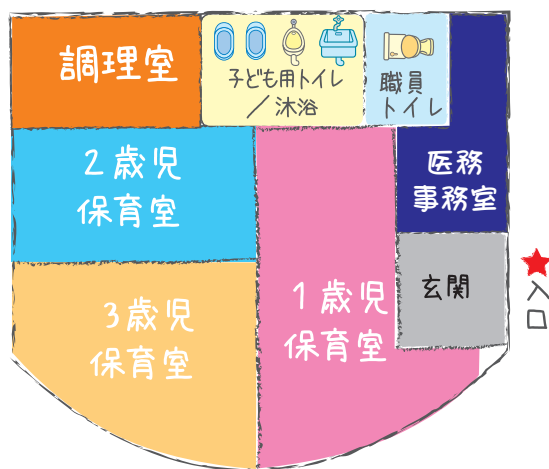 調理室
子ども用トイレ
／沐浴
職員
トイレ
2歳児
保育室
医務
事務室
3歳児
保育室
1歳児
保育室
玄関
★
入口